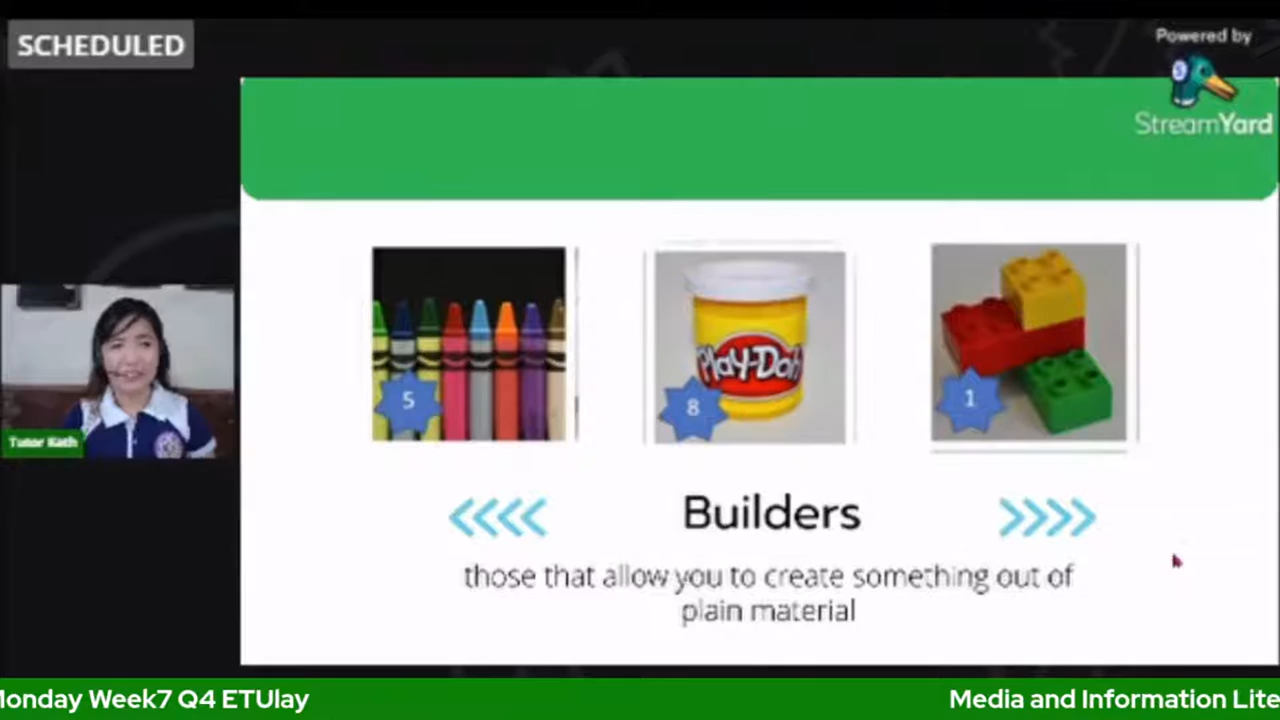 SCHEDULED
Powered by
StreamYard
5
8
1
Play-Doh
Tutor Kath
Builders
those that allow you to create something out of
plain material
Monday Week7 Q4 ETUlay
Media and Information Lite